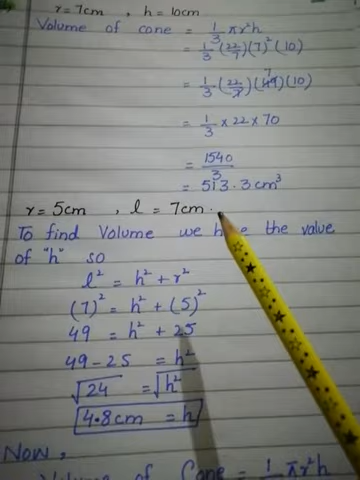 r = 7cm , h = 10cm
Volume of cone = 1/3 πr²h
= 1/3 (22/7) (7)² (10)
= 1/3 · (22/7) (49) (10) 7
= 1/3 × 22 × 70
= 1540/3
= 513.3 cm³
r = 5cm , l = 7cm.
To find Volume we the value
of "h" so
l² = h² + r²
(7)² = h² + (5)²
49 = h² + 25
49 - 25 = h²
√24 = √h²
4.8cm = h
Now,
Volume of Cone = 1/3 πr²h